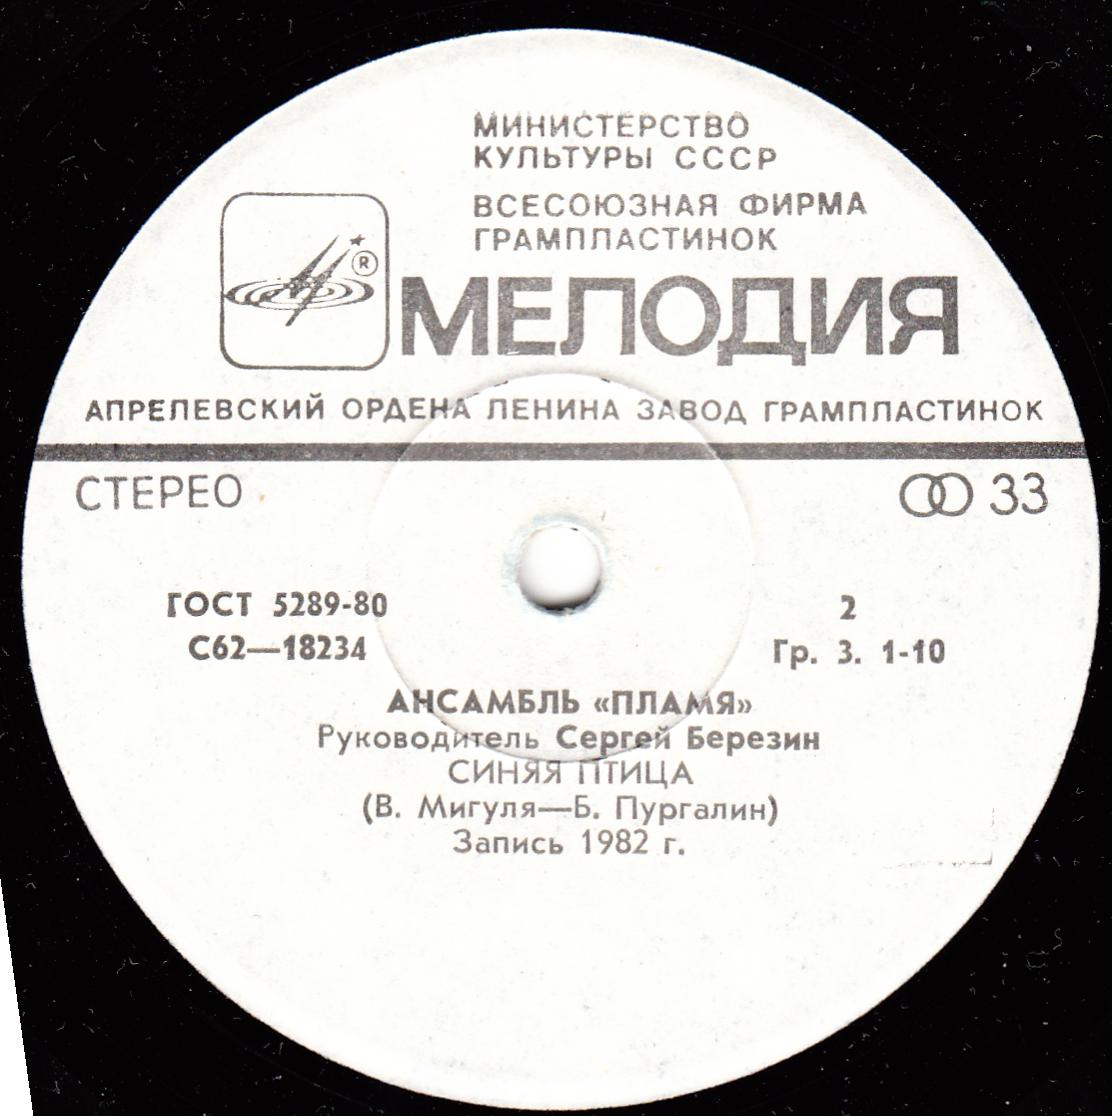 МИНИСТЕРСТВО
КУЛЬТУРЫ СССР
ВСЕСОЮЗНАЯ ФИРМА
ГРАМПЛАСТИНОК
®
МЕЛОДИЯ
АПРЕЛЕВСКИЙ ОРДЕНА ЛЕНИНА ЗАВОД ГРАМПЛАСТИНОК
СТЕРЕО
33
ГОСТ 5289-80
2
С62—18234
Гр. 3. 1-10
АНСАМБЛЬ «ПЛАМЯ»
Руководитель Сергей Березин
СИНЯЯ ПТИЦА
(В. Мигуля—Б. Пургалин)
Запись 1982 г.